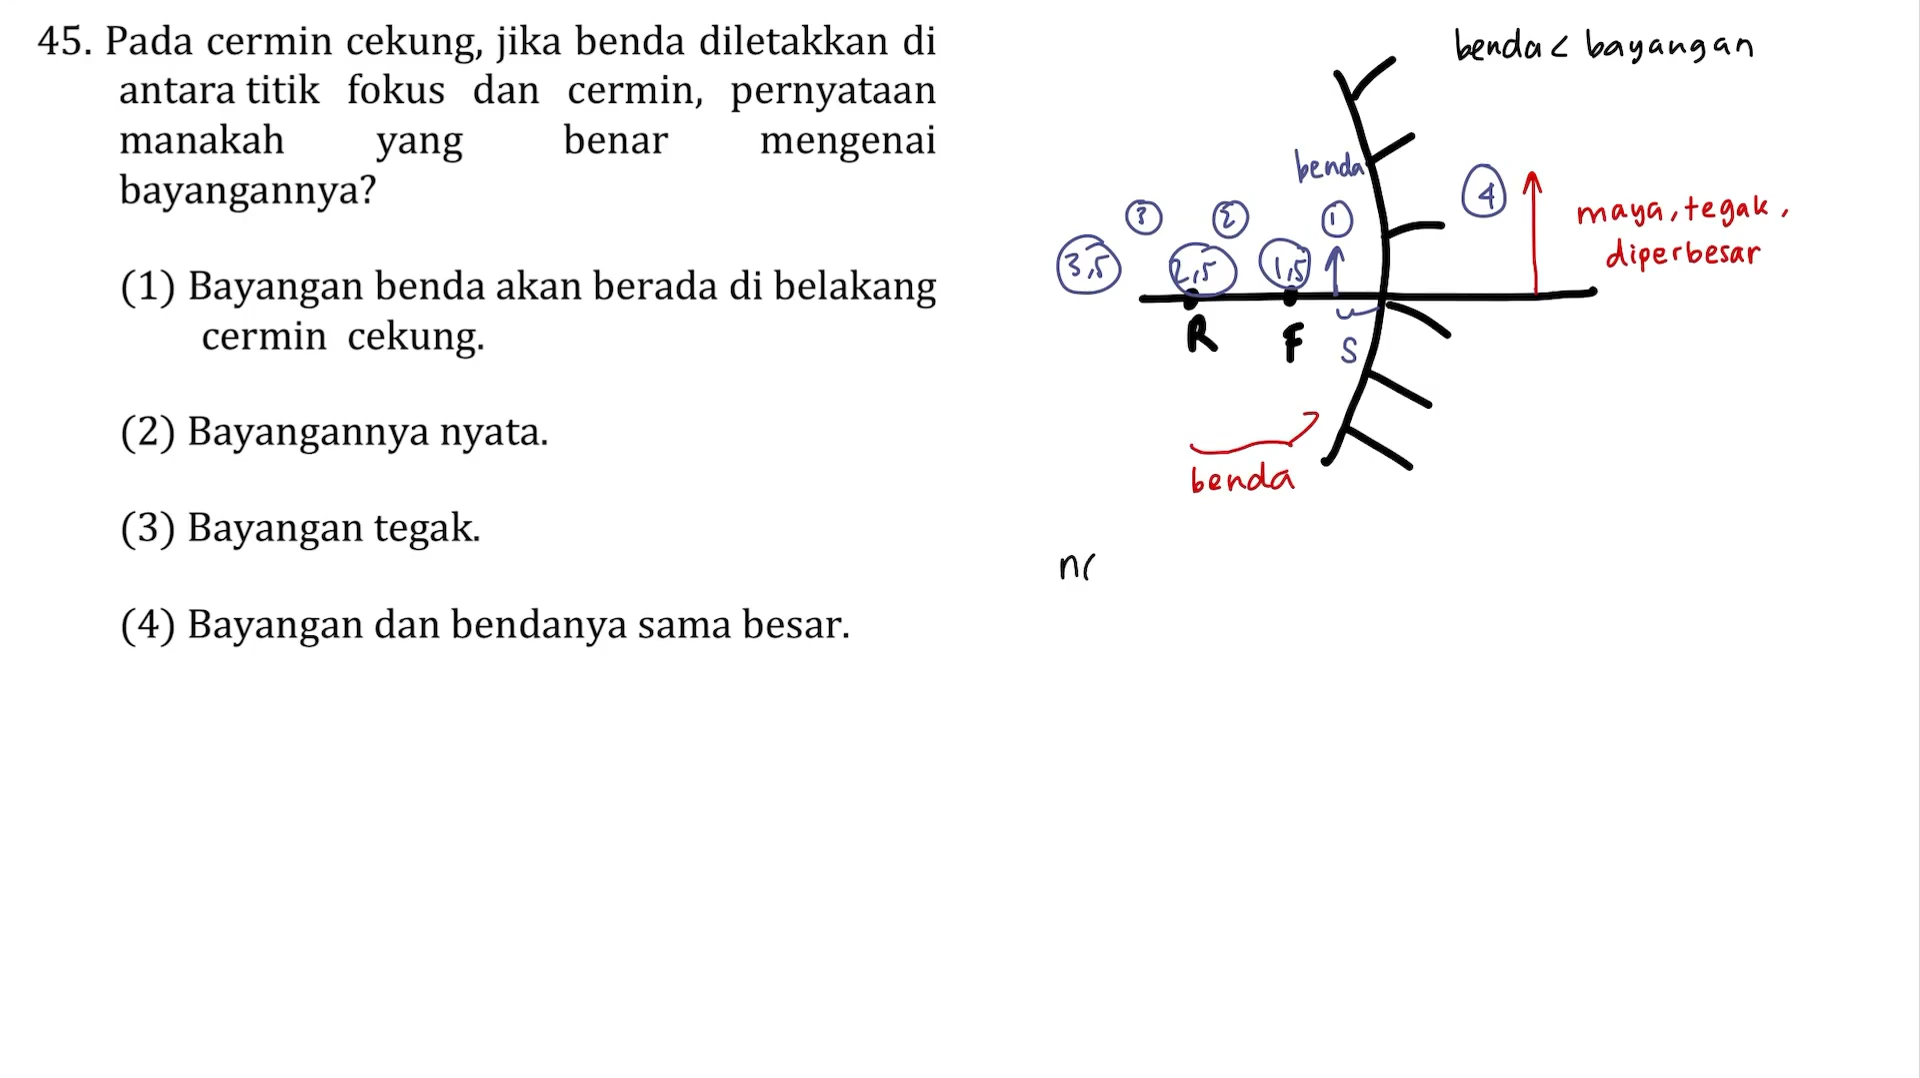 45. Pada cermin cekung, jika benda diletakkan di
antara titik fokus dan cermin, pernyataan
manakah yang benar mengenai
bayangannya?
(1) Bayangan benda akan berada di belakang
cermin cekung.
(2) Bayangannya nyata.
(3) Bayangan tegak.
(4) Bayangan dan bendanya sama besar.
benda < bayangan
benda
3 2 1 4
3,5 2,5 1,5
maya, tegak,
diperbesar
R F S
benda